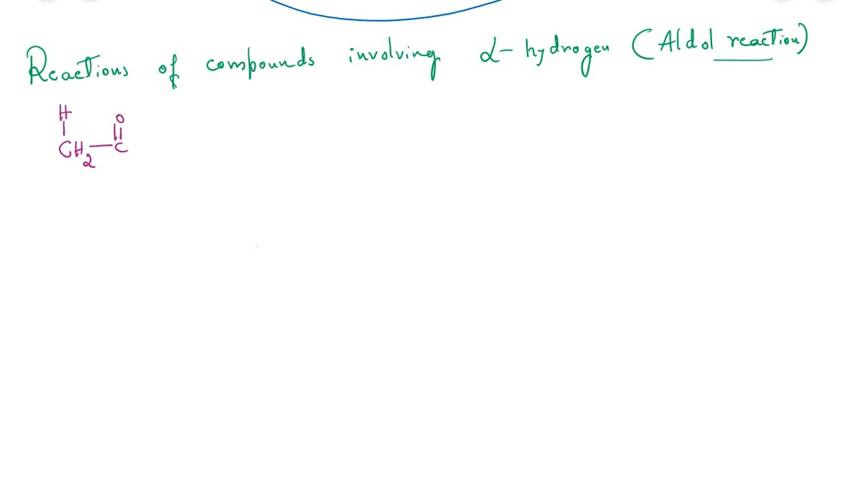 Reactions of compounds involving α- hydrogen (Aldol reaction)
H O
CH2-C